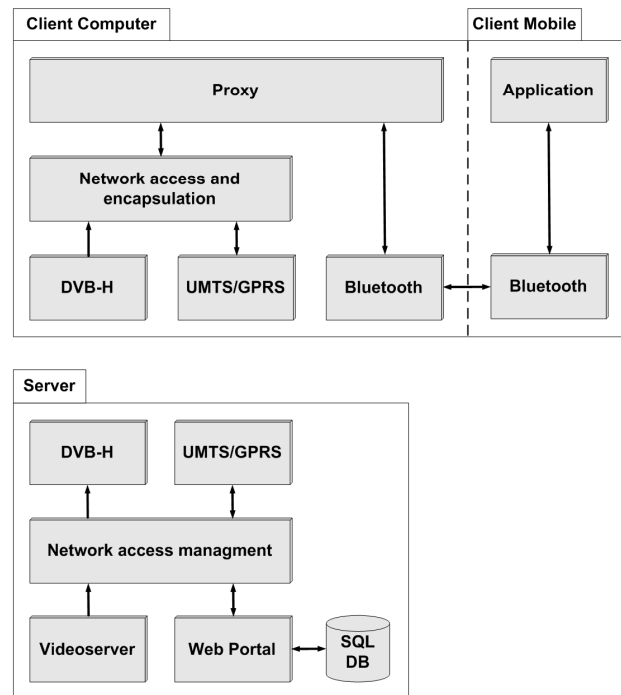 Client Computer
Client Mobile
Proxy
Application
Network access and
encapsulation
DVB-H
UMTS/GPRS
Bluetooth
Bluetooth
Server
DVB-H
UMTS/GPRS
Network access managment
Videoserver
Web Portal
SQL
DB